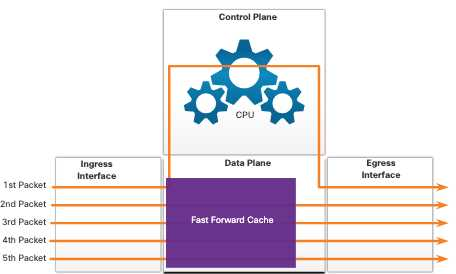 Control Plane
CPU
Ingress
Interface
Data Plane
Egress
Interface
1st Packet
2nd Packet
3rd Packet
4th Packet
5th Packet
Fast Forward Cache